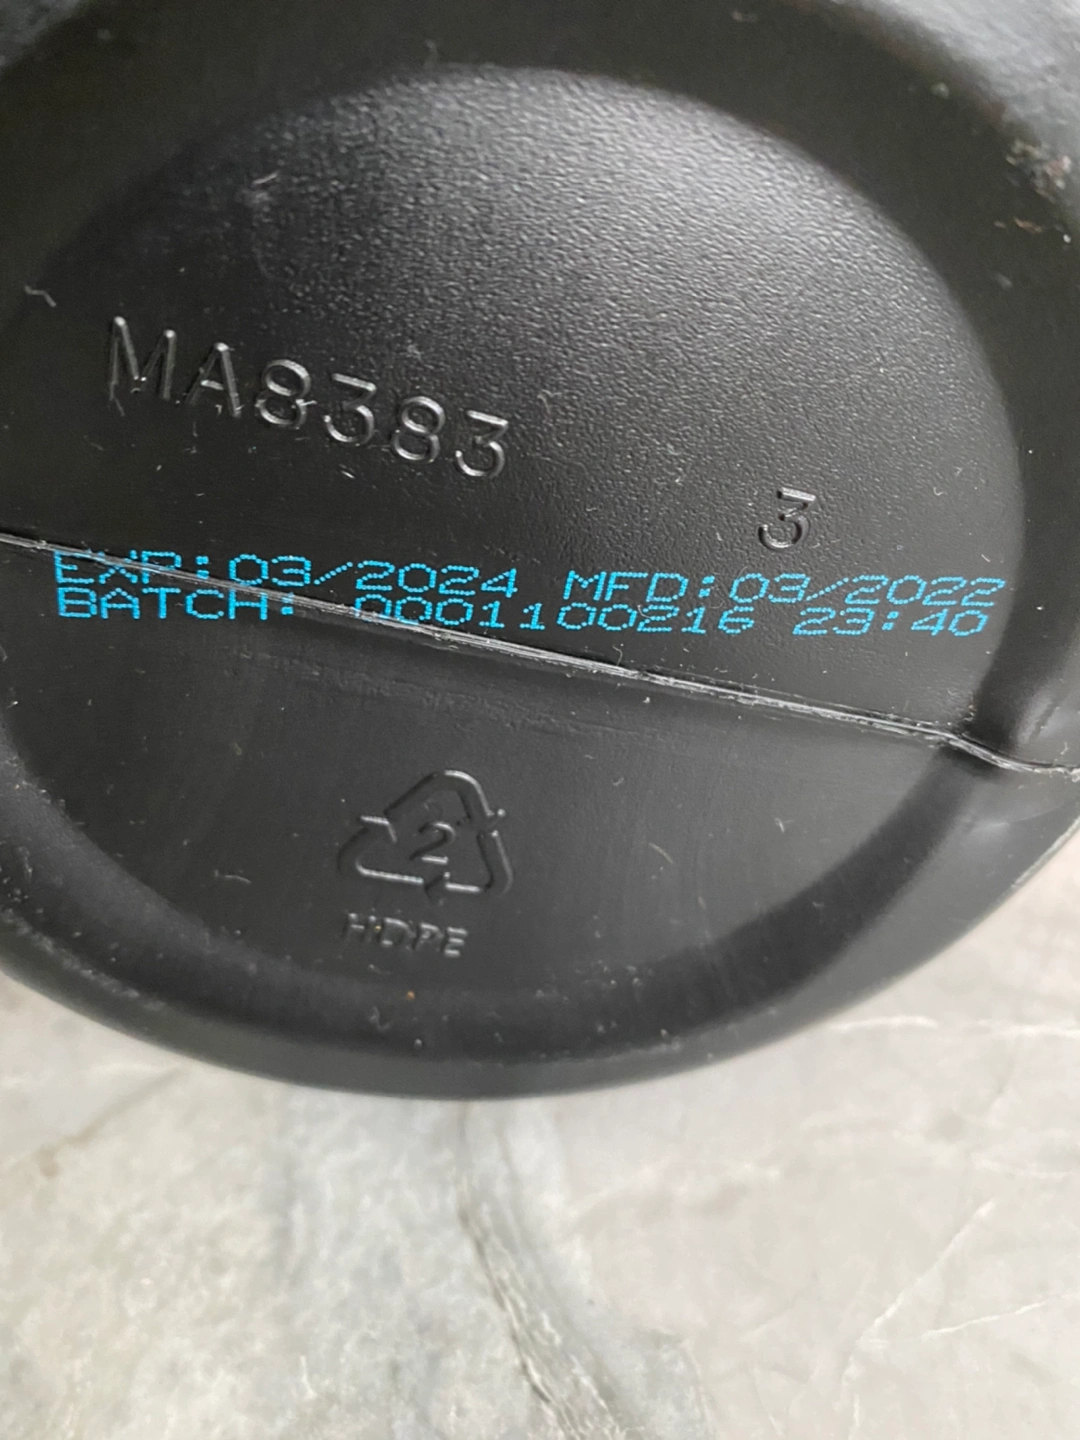 MA8383
3
EXP:03/2024 MFD:03/2022
BATCH: 0001100216 23:40
2
HDPE